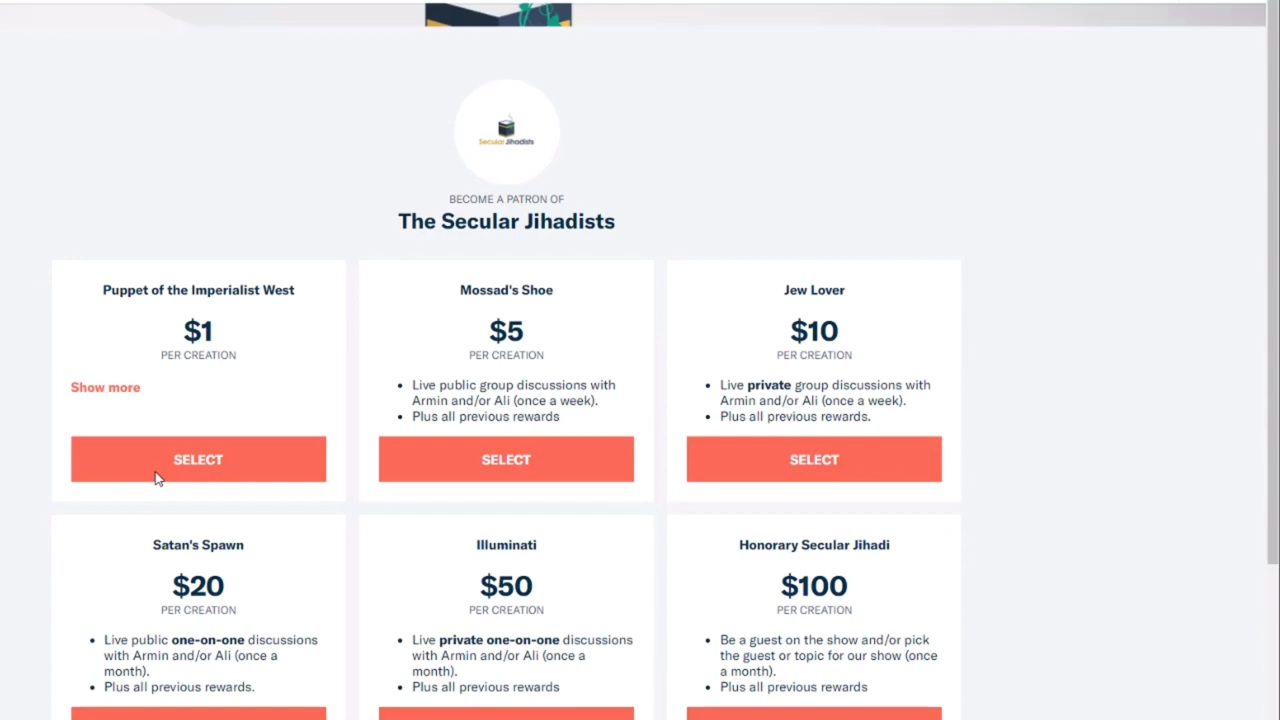 Secular Jihadists
BECOME A PATRON OF
The Secular Jihadists
Puppet of the Imperialist West
$1
PER CREATION
Show more
SELECT
Mossad's Shoe
$5
PER CREATION
• Live public group discussions with
Armin and/or Ali (once a week).
• Plus all previous rewards
SELECT
Jew Lover
$10
PER CREATION
• Live private group discussions with
Armin and/or Ali (once a week).
• Plus all previous rewards.
SELECT
Satan's Spawn
$20
PER CREATION
• Live public one-on-one discussions
with Armin and/or Ali (once a
month).
• Plus all previous rewards.
Illuminati
$50
PER CREATION
• Live private one-on-one discussions
with Armin and/or Ali (once a
month).
• Plus all previous rewards
Honorary Secular Jihadi
$100
PER CREATION
• Be a guest on the show and/or pick
the guest or topic for our show (once
a month).
• Plus all previous rewards